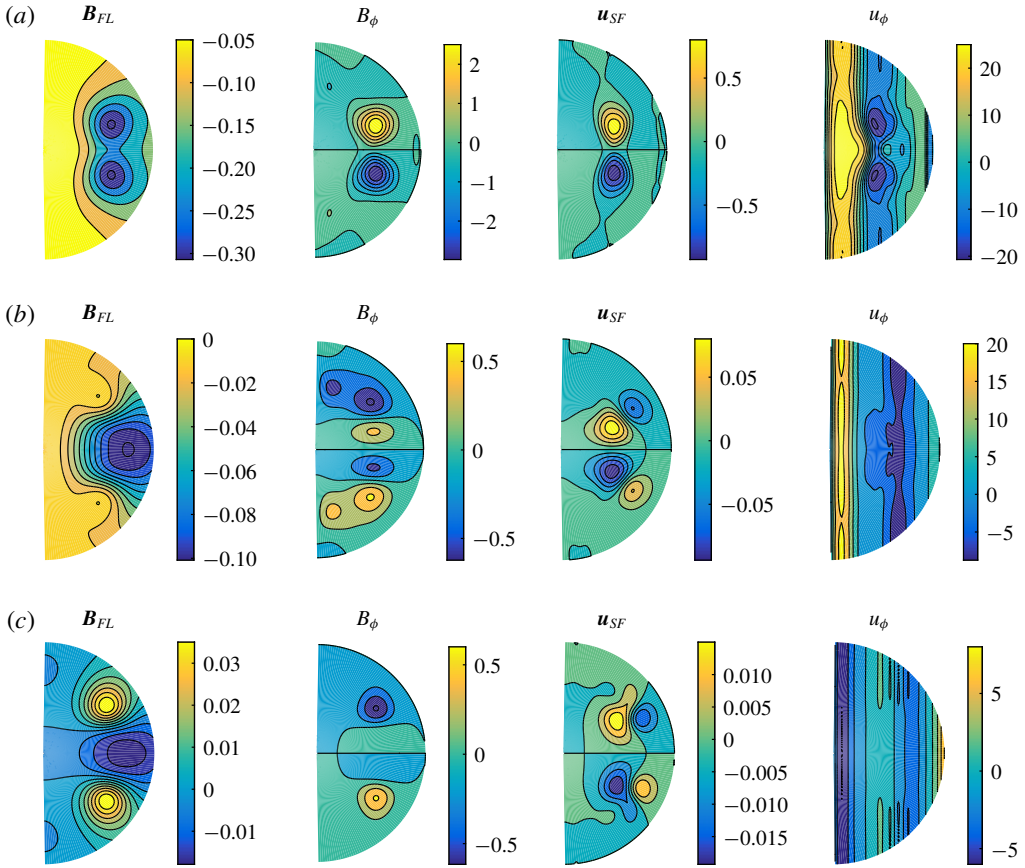 (a) B_FL B_ϕ u_SF u_ϕ
−0.05 2 0.5 20
−0.10 1 0 10
−0.15 0 −0.5 0
−0.20 −1 −10
−0.25 −2 −20
−0.30
(b) B_FL B_ϕ u_SF u_ϕ
0 0.5 0.05 20
−0.02 0 0 15
−0.04 −0.5 −0.05 10
−0.06 5
−0.08 0
−0.10 −5
(c) B_FL B_ϕ u_SF u_ϕ
0.03 0.5 0.010 5
0.02 0 0.005 0
0.01 −0.5 0 −5
0 −0.005
−0.01 −0.010
−0.015